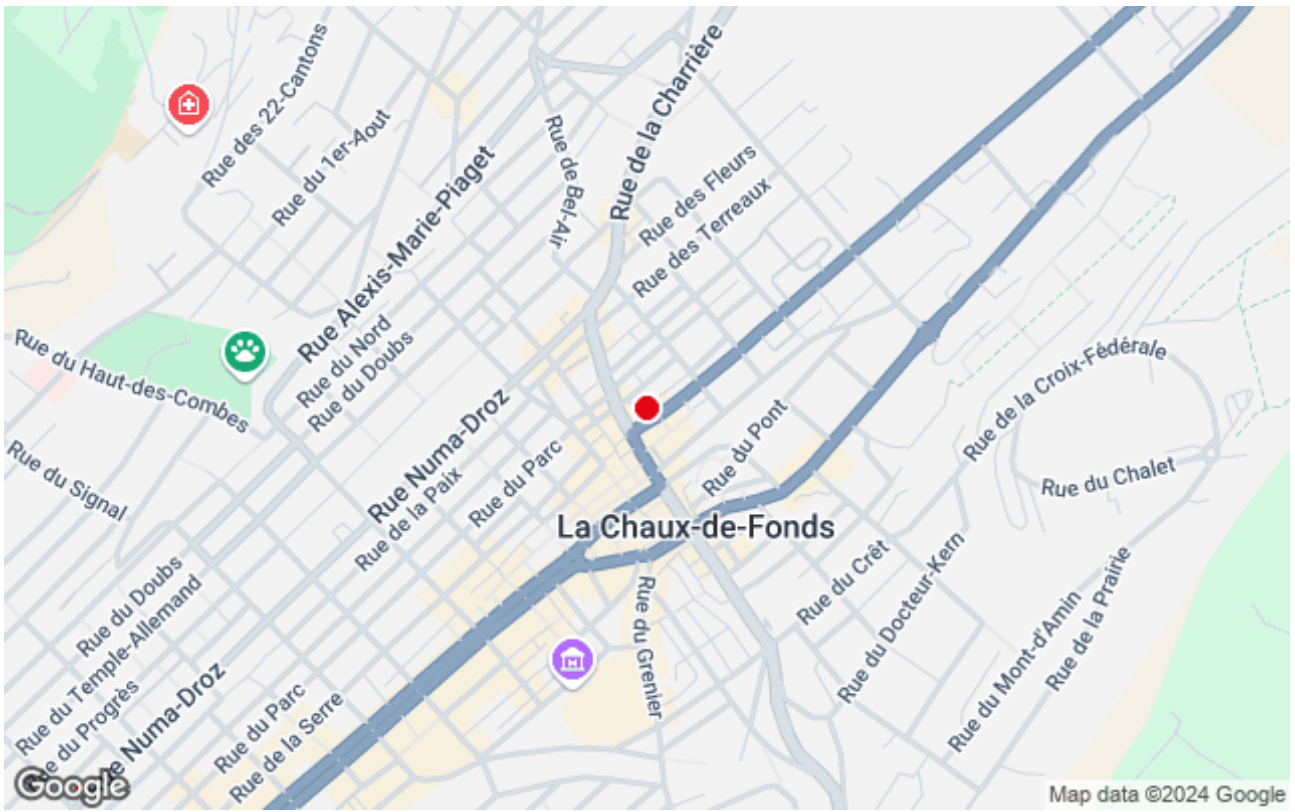 Rue des 22-Cantons
Rue du 1er-Aout
Rue Alexis-Marie-Piaget
Rue de Bel-Air
Rue de la Charrière
Rue des Fleurs
Rue des Terreaux
Rue du Haut-des-Combes
Rue du Nord
Rue du Doubs
Rue Numa-Droz
Rue de la Paix
Rue du Parc
Rue du Signal
Rue du Pont
Rue de la Croix-Fédérale
Rue du Chalet
La Chaux-de-Fonds
Rue du Crêt
Rue du Docteur-Kern
Rue du Mont-d'Amin
Rue de la Prairie
Rue du Grenier
Rue du Doubs
Rue du Temple-Allemand
Rue du Progrès
Rue Numa-Droz
Rue du Parc
Rue de la Serre
Google
Map data ©2024 Google